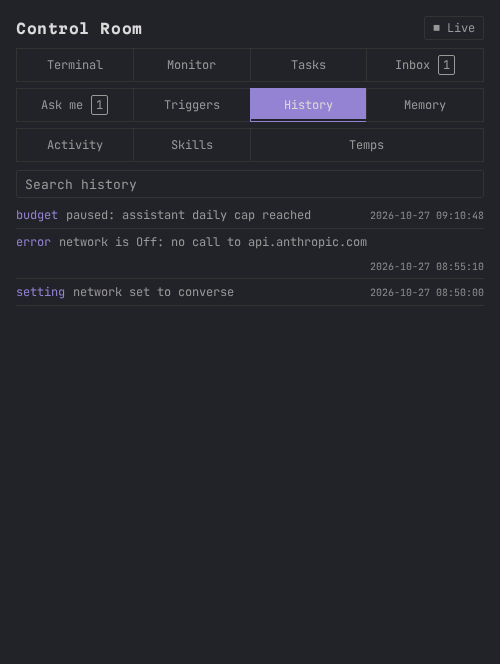 Control Room
Live
Terminal Monitor Tasks Inbox 1
Ask me 1 Triggers History Memory
Activity Skills Temps
Search history
budget paused: assistant daily cap reached 2026-10-27 09:10:48
error network is Off: no call to api.anthropic.com
2026-10-27 08:55:10
setting network set to converse 2026-10-27 08:50:00